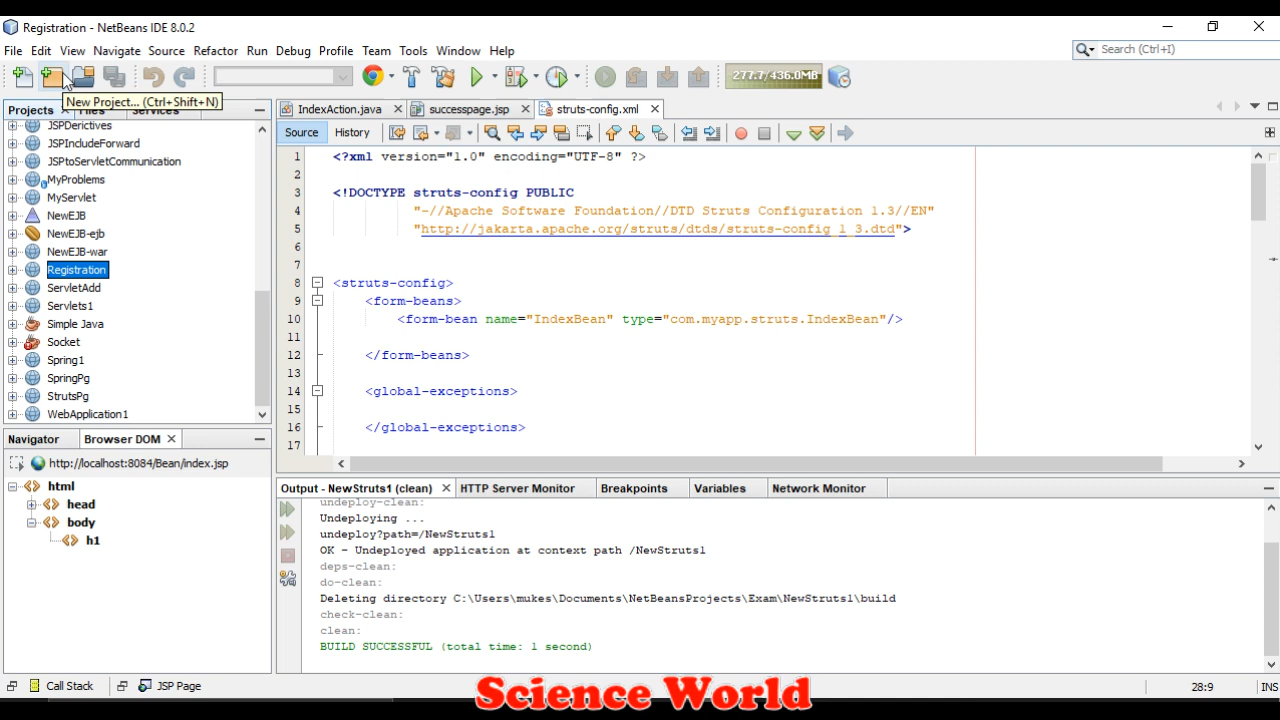 Registration - NetBeans IDE 8.0.2
File Edit View Navigate Source Refactor Run Debug Profile Team Tools Window Help
Search (Ctrl+I)
277.7/436.0MB
New Project... (Ctrl+Shift+N)
Projects Files Services
IndexAction.java successpage.jsp struts-config.xml
Source History
JSPDerictives
JSPIncludeForward
JSPtoServletCommunication
MyProblems
MyServlet
NewEJB
NewEJB-ejb
NewEJB-war
Registration
ServletAdd
Servlets1
Simple Java
Socket
Spring1
SpringPg
StrutsPg
WebApplication1
1 <?xml version="1.0" encoding="UTF-8" ?>
2
3 <!DOCTYPE struts-config PUBLIC
4 "-//Apache Software Foundation//DTD Struts Configuration 1.3//EN"
5 "http://jakarta.apache.org/struts/dtds/struts-config_1_3.dtd">
6
7
8 <struts-config>
9 <form-beans>
10 <form-bean name="IndexBean" type="com.myapp.struts.IndexBean"/>
11
12 </form-beans>
13
14 <global-exceptions>
15
16 </global-exceptions>
17
Navigator Browser DOM
http://localhost:8084/Bean/index.jsp
html
head
body
h1
Output - NewStruts1 (clean) HTTP Server Monitor Breakpoints Variables Network Monitor
undeploy-clean:
Undeploying ...
undeploy?path=/NewStruts1
OK - Undeployed application at context path /NewStruts1
deps-clean:
do-clean:
Deleting directory C:\Users\mukes\Documents\NetBeansProjects\Exam\NewStruts1\build
check-clean:
clean:
BUILD SUCCESSFUL (total time: 1 second)
Call Stack JSP Page
28:9 INS
Science World